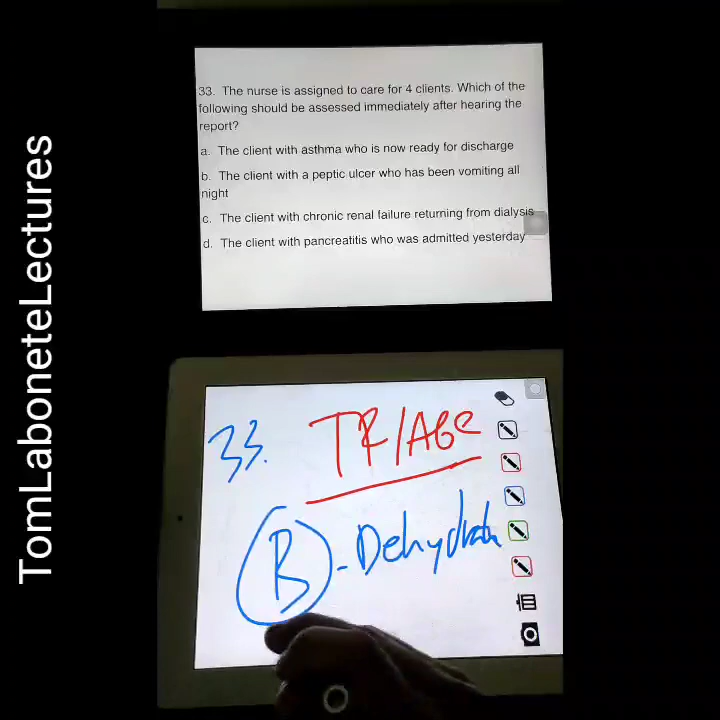 TomLaboneteLectures
33. The nurse is assigned to care for 4 clients. Which of the
following should be assessed immediately after hearing the
report?
a. The client with asthma who is now ready for discharge
b. The client with a peptic ulcer who has been vomiting all
night
c. The client with chronic renal failure returning from dialysis
d. The client with pancreatitis who was admitted yesterday
33. TRIAGE
B -